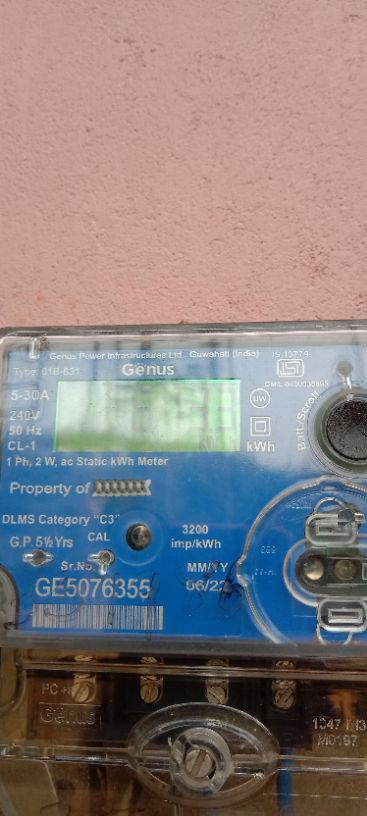 Genus Power Infrastructures Ltd., Guwahati (India)
IS 13779
Type: 01B-631
Genus
5-30A
240V
50 Hz
CL-1
UW
kWh
Batt./Scroll
1 Ph, 2 W, ac Static kWh Meter
Property of
DLMS Category "C3"
G.P. 5½ Yrs
CAL
3200
imp/kWh
Sr.No.
MM/YY
GE5076355
PC
Genus